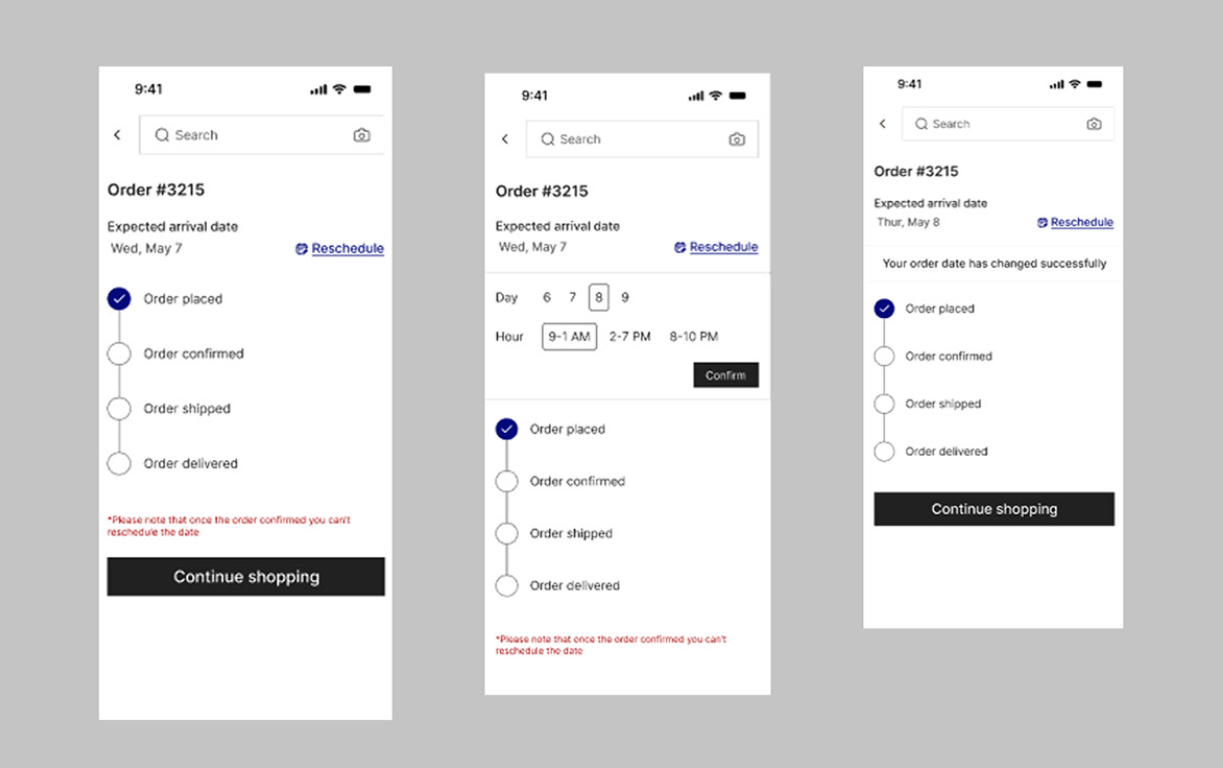 9:41
Search
Order #3215
Expected arrival date
Wed, May 7
Reschedule
Order placed
Order confirmed
Order shipped
Order delivered
*Please note that once the order confirmed you can't
reschedule the date
Continue shopping
9:41
Search
Order #3215
Expected arrival date
Wed, May 7
Reschedule
Day 6 7 8 9
Hour 9-1 AM 2-7 PM 8-10 PM
Confirm
Order placed
Order confirmed
Order shipped
Order delivered
*Please note that once the order confirmed you can't
reschedule the date
9:41
Search
Order #3215
Expected arrival date
Thur, May 8
Reschedule
Your order date has changed successfully
Order placed
Order confirmed
Order shipped
Order delivered
Continue shopping